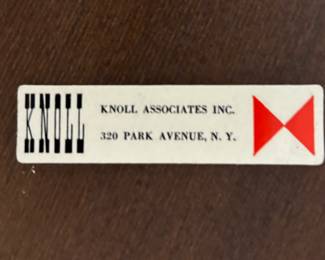 KNOLL
KNOLL ASSOCIATES INC.
320 PARK AVENUE, N. Y.